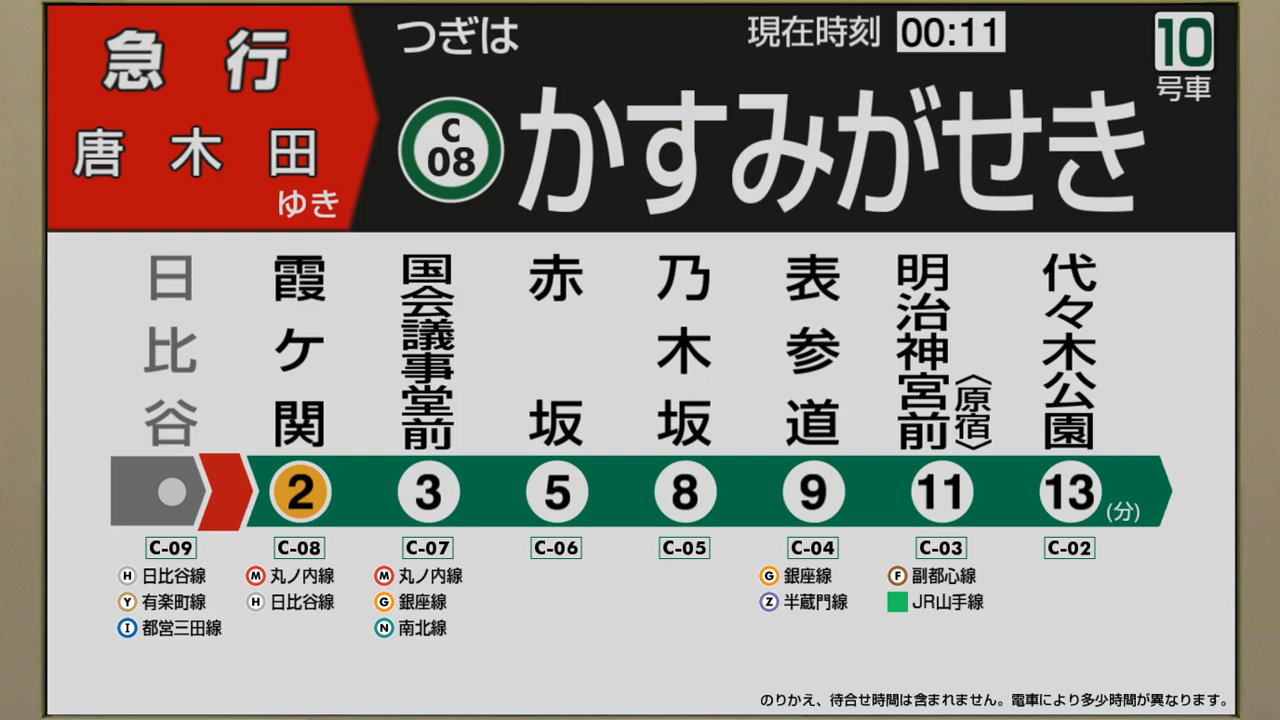 急行
唐木田
ゆき
つぎは
現在時刻 00:11
10
号車
C
08
かすみがせき
日比谷
霞ケ関
国会議事堂前
赤坂
乃木坂
表参道
明治神宮前
〈原宿〉
代々木公園
2 3 5 8 9 11 13 (分)
C-09 C-08 C-07 C-06 C-05 C-04 C-03 C-02
H 日比谷線
Y 有楽町線
I 都営三田線
M 丸ノ内線
H 日比谷線
M 丸ノ内線
G 銀座線
N 南北線
G 銀座線
Z 半蔵門線
F 副都心線
JR山手線
のりかえ、待合せ時間は含まれません。電車により多少時間が異なります。